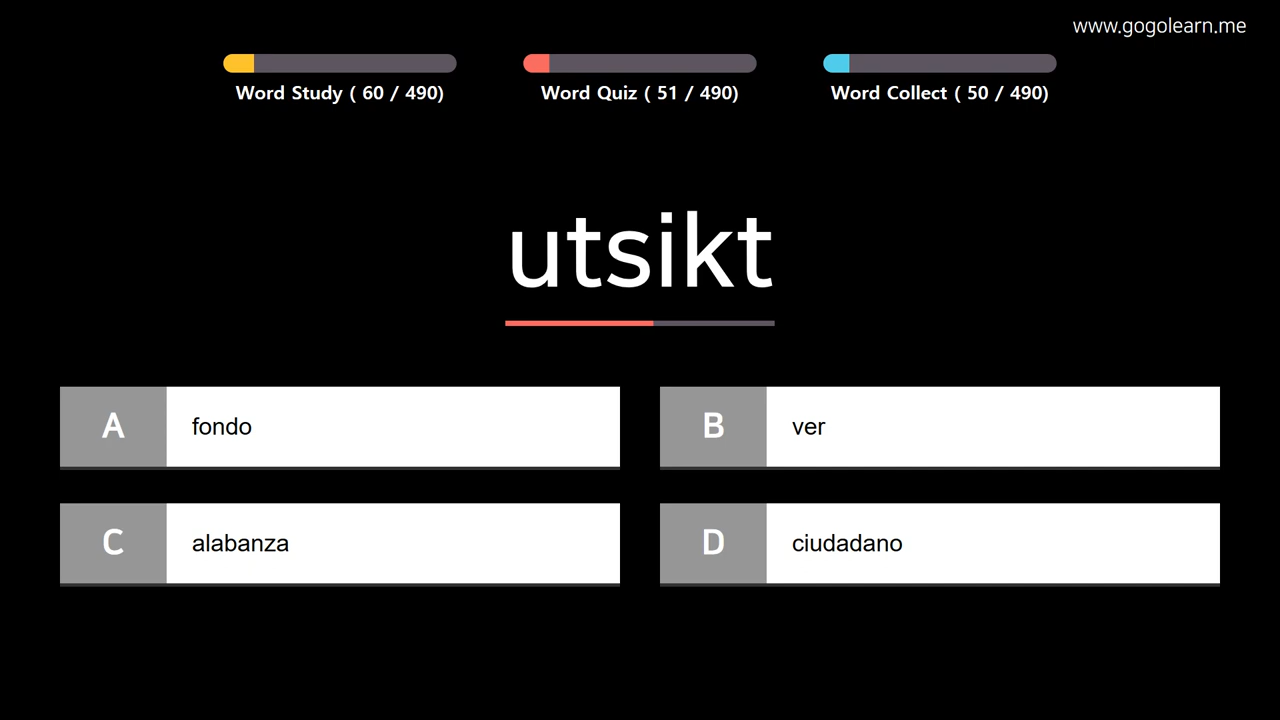 www.gogolearn.me
Word Study ( 60 / 490)
Word Quiz ( 51 / 490)
Word Collect ( 50 / 490)
utsikt
A fondo
B ver
C alabanza
D ciudadano